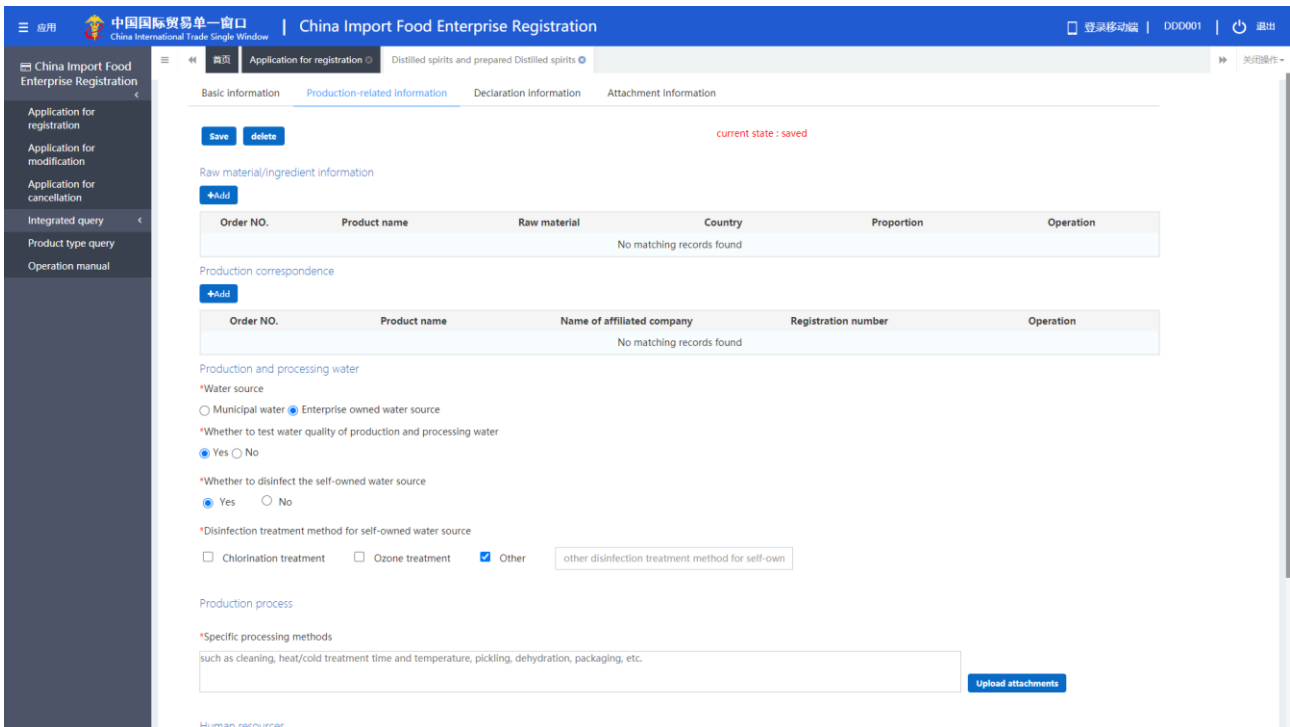 应用
中国国际贸易单一窗口
China International Trade Single Window
China Import Food Enterprise Registration
登录移动端
DDD001
退出
China Import Food Enterprise Registration
Application for registration
Application for modification
Application for cancellation
Integrated query
Product type query
Operation manual
首页
Application for registration
Distilled spirits and prepared Distilled spirits
关闭操作
Basic information
Production-related information
Declaration information
Attachment Information
Save
delete
current state : saved
Raw material/ingredient information
+Add
Order NO. Product name Raw material Country Proportion Operation
No matching records found
Production correspondence
+Add
Order NO. Product name Name of affiliated company Registration number Operation
No matching records found
Production and processing water
*Water source
Municipal water Enterprise owned water source
*Whether to test water quality of production and processing water
Yes No
*Whether to disinfect the self-owned water source
Yes No
*Disinfection treatment method for self-owned water source
Chlorination treatment Ozone treatment Other other disinfection treatment method for self-own
Production process
*Specific processing methods
such as cleaning, heat/cold treatment time and temperature, pickling, dehydration, packaging, etc.
Upload attachments
Human resources